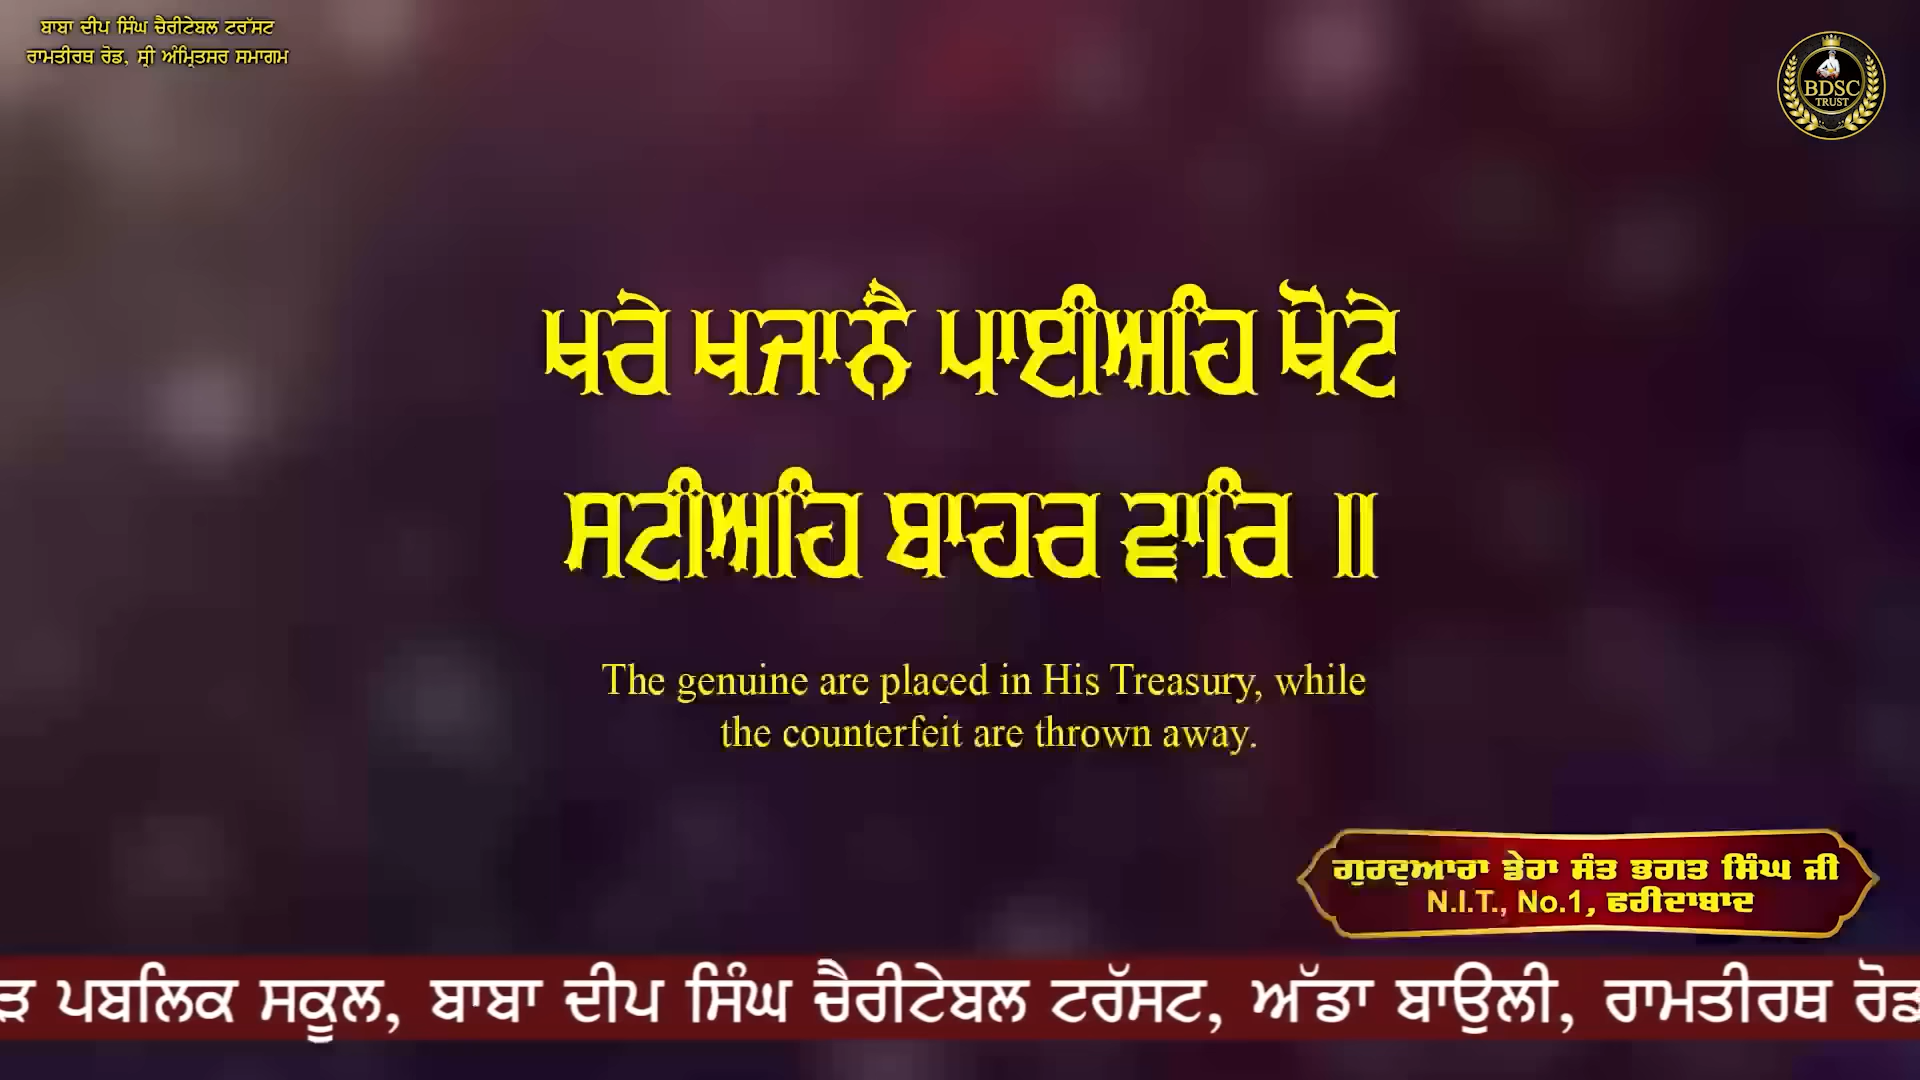 ਬਾਬਾ ਦੀਪ ਸਿੰਘ ਚੈਰੀਟੇਬਲ ਟਰੱਸਟ
ਰਾਮਤੀਰਥ ਰੋਡ, ਸ੍ਰੀ ਅੰਮ੍ਰਿਤਸਰ ਸਮਾਗਮ
BDSC
TRUST
ਖਰੇ ਖਜਾਨੈ ਪਾਈਅਹਿ ਖੋਟੇ
ਸਟੀਅਹਿ ਬਾਹਰ ਵਾਰਿ ॥
The genuine are placed in His Treasury, while
the counterfeit are thrown away.
ਗੁਰਦੁਆਰਾ ਡੇਰਾ ਸੰਤ ਭਗਤ ਸਿੰਘ ਜੀ
N.I.T., No.1, ਫਰੀਦਾਬਾਦ
ਪਬਲਿਕ ਸਕੂਲ, ਬਾਬਾ ਦੀਪ ਸਿੰਘ ਚੈਰੀਟੇਬਲ ਟਰੱਸਟ, ਅੱਡਾ ਬਾਉਲੀ, ਰਾਮਤੀਰਥ ਰੋਡ